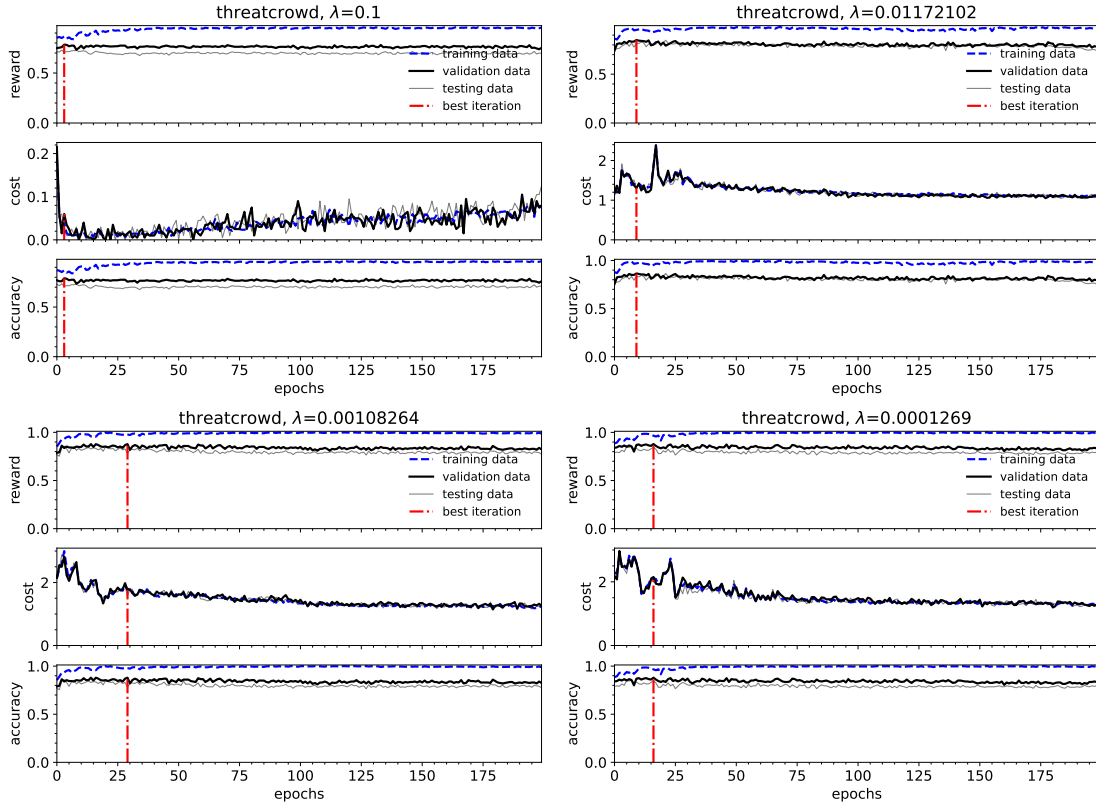 threatcrowd, λ=0.1
reward
0.5
0.0
training data
validation data
testing data
best iteration
cost
0.2
0.1
0.0
accuracy
0.5
0.0
0 25 50 75 100 125 150 175
epochs
threatcrowd, λ=0.01172102
reward
0.5
0.0
training data
validation data
testing data
best iteration
cost
2
1
0
accuracy
1.0
0.5
0.0
0 25 50 75 100 125 150 175
epochs
threatcrowd, λ=0.00108264
reward
1.0
0.5
0.0
training data
validation data
testing data
best iteration
cost
2
0
accuracy
1.0
0.5
0.0
0 25 50 75 100 125 150 175
epochs
threatcrowd, λ=0.0001269
reward
1.0
0.5
0.0
training data
validation data
testing data
best iteration
cost
2
0
accuracy
1.0
0.5
0.0
0 25 50 75 100 125 150 175
epochs